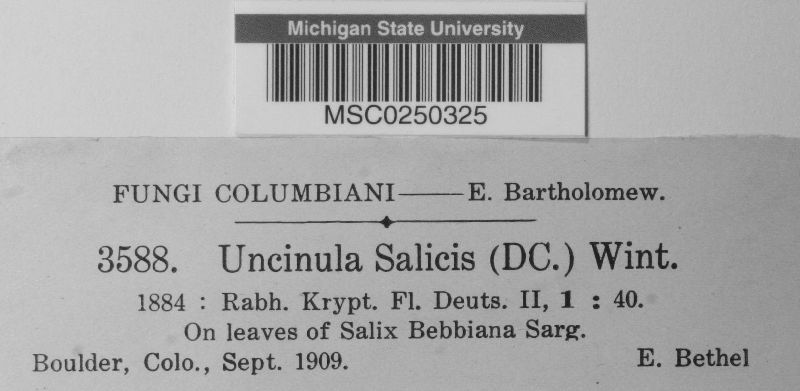 Michigan State University
MSC0250325
FUNGI COLUMBIANI——E. Bartholomew.
3588. Uncinula Salicis (DC.) Wint.
1884 : Rabh. Krypt. Fl. Deuts. II, 1 : 40.
On leaves of Salix Bebbiana Sarg.
Boulder, Colo., Sept. 1909. E. Bethel